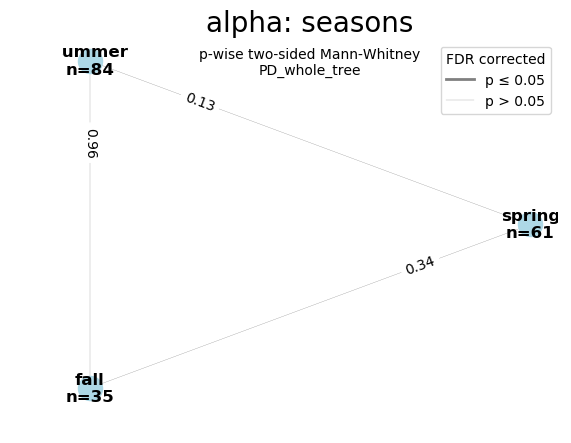 alpha: seasons
p-wise two-sided Mann-Whitney
PD_whole_tree
FDR corrected
p ≤ 0.05
p > 0.05
ummer
n=84
0.13
0.96
spring
n=61
0.34
fall
n=35